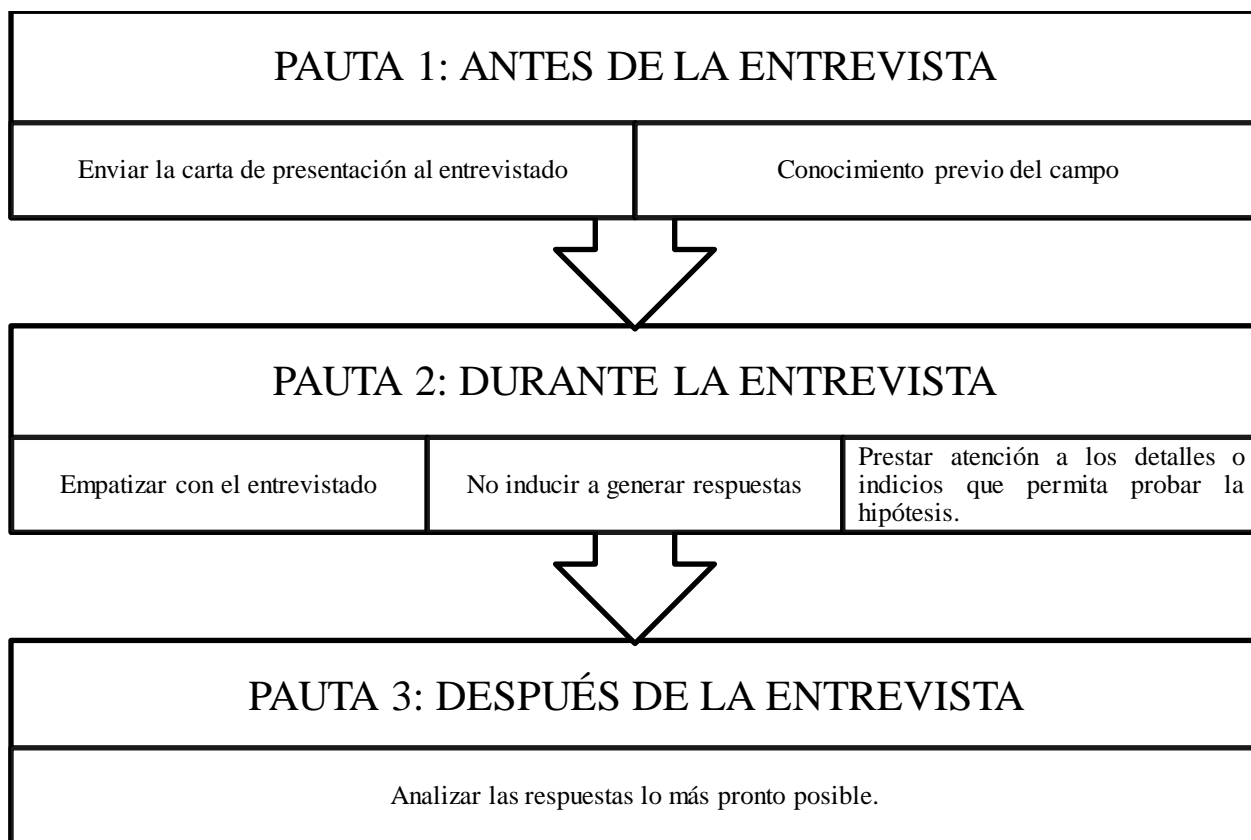 PAUTA 1: ANTES DE LA ENTREVISTA
Enviar la carta de presentación al entrevistado
Conocimiento previo del campo
PAUTA 2: DURANTE LA ENTREVISTA
Empatizar con el entrevistado
No inducir a generar respuestas
Prestar atención a los detalles o
indicios que permita probar la
hipótesis.
PAUTA 3: DESPUÉS DE LA ENTREVISTA
Analizar las respuestas lo más pronto posible.